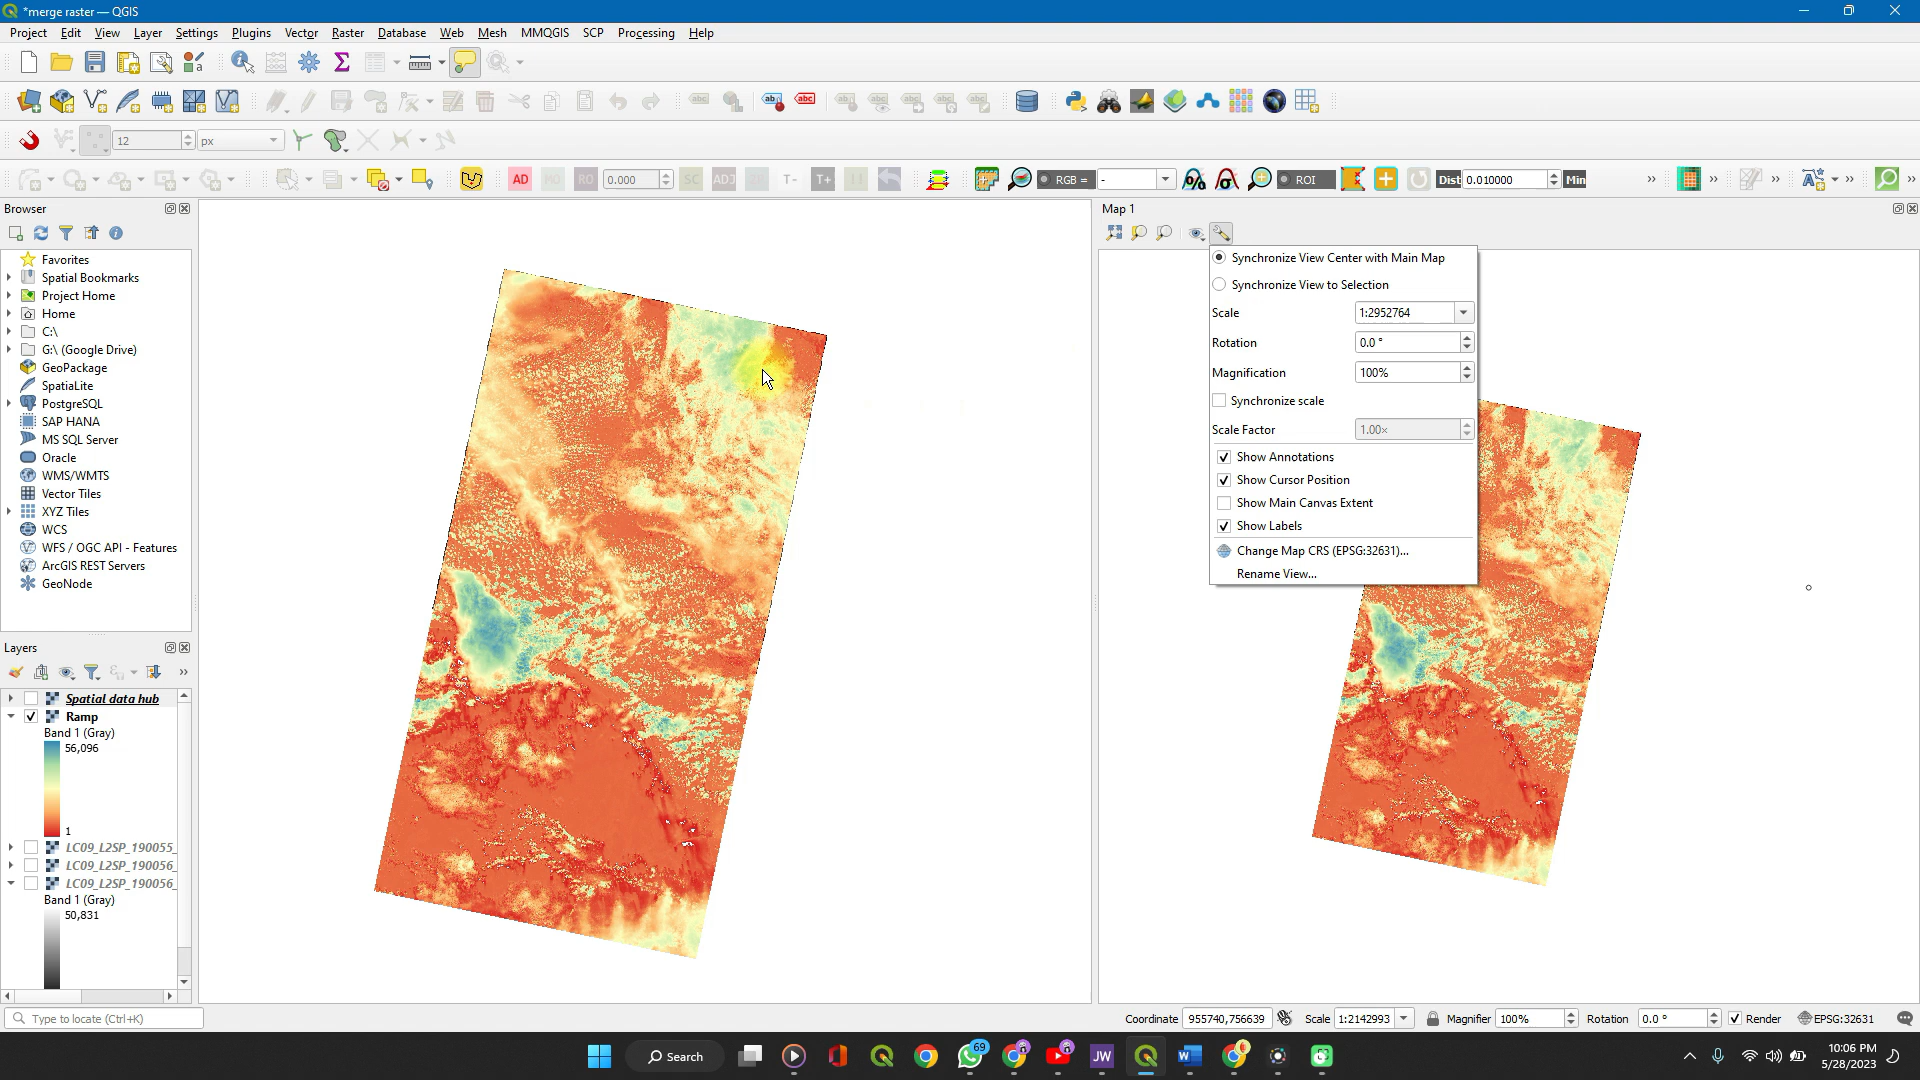 *merge raster — QGIS
Project Edit View Layer Settings Plugins Vector Raster Database Web Mesh MMQGIS SCP Processing Help
12 px
AD 0.000 SC ADJ T- T+ RGB = - ROI Dist 0.010000 Min
Browser
Favorites
Spatial Bookmarks
Project Home
Home
C:\
G:\ (Google Drive)
GeoPackage
SpatiaLite
PostgreSQL
SAP HANA
MS SQL Server
Oracle
WMS/WMTS
Vector Tiles
XYZ Tiles
WCS
WFS / OGC API - Features
ArcGIS REST Servers
GeoNode
Layers
Spatial data hub
Ramp
Band 1 (Gray)
56,096
1
LC09_L2SP_190055_
LC09_L2SP_190056_
LC09_L2SP_190056_
Band 1 (Gray)
50,831
Map 1
Synchronize View Center with Main Map
Synchronize View to Selection
Scale 1:2952764
Rotation 0.0 °
Magnification 100%
Synchronize scale
Scale Factor 1.00×
Show Annotations
Show Cursor Position
Show Main Canvas Extent
Show Labels
Change Map CRS (EPSG:32631)...
Rename View...
Type to locate (Ctrl+K)
Coordinate 955740,756639 Scale 1:2142993 Magnifier 100% Rotation 0.0 ° Render EPSG:32631
Search
69
JW
10:06 PM
5/28/2023